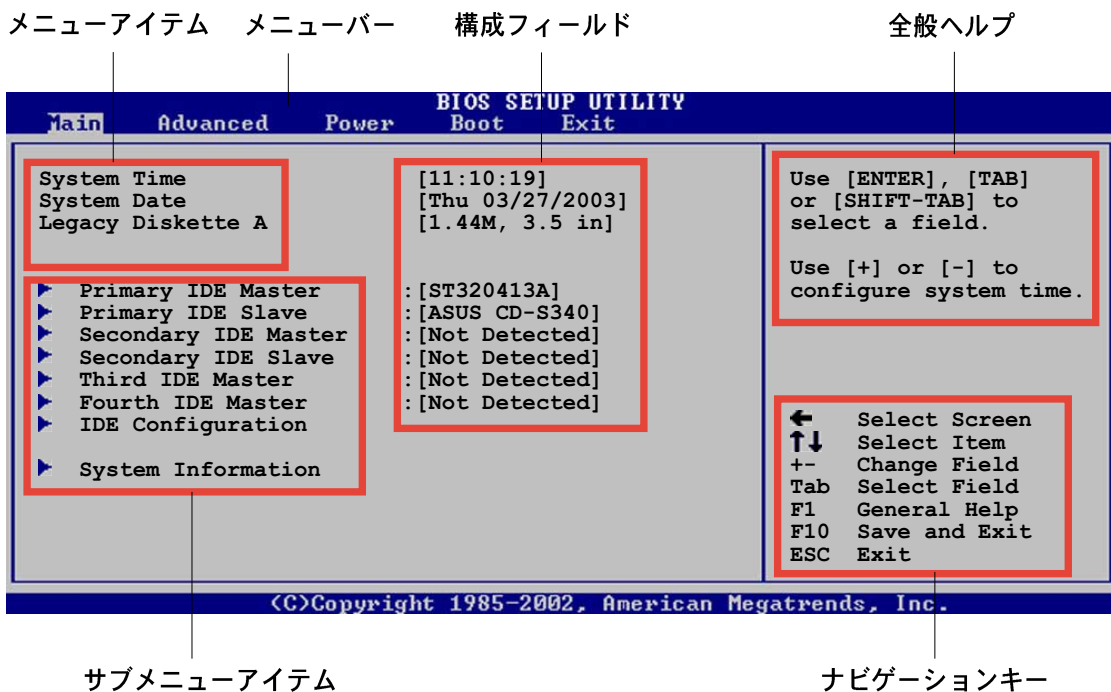 メニューアイテム メニューバー 構成フィールド 全般ヘルプ
BIOS SETUP UTILITY
Main Advanced Power Boot Exit
System Time [11:10:19]
System Date [Thu 03/27/2003]
Legacy Diskette A [1.44M, 3.5 in]
Primary IDE Master :[ST320413A]
Primary IDE Slave :[ASUS CD-S340]
Secondary IDE Master :[Not Detected]
Secondary IDE Slave :[Not Detected]
Third IDE Master :[Not Detected]
Fourth IDE Master :[Not Detected]
IDE Configuration
System Information
Use [ENTER], [TAB]
or [SHIFT-TAB] to
select a field.
Use [+] or [-] to
configure system time.
← Select Screen
↑↓ Select Item
+- Change Field
Tab Select Field
F1 General Help
F10 Save and Exit
ESC Exit
(C)Copyright 1985-2002, American Megatrends, Inc.
サブメニューアイテム ナビゲーションキー